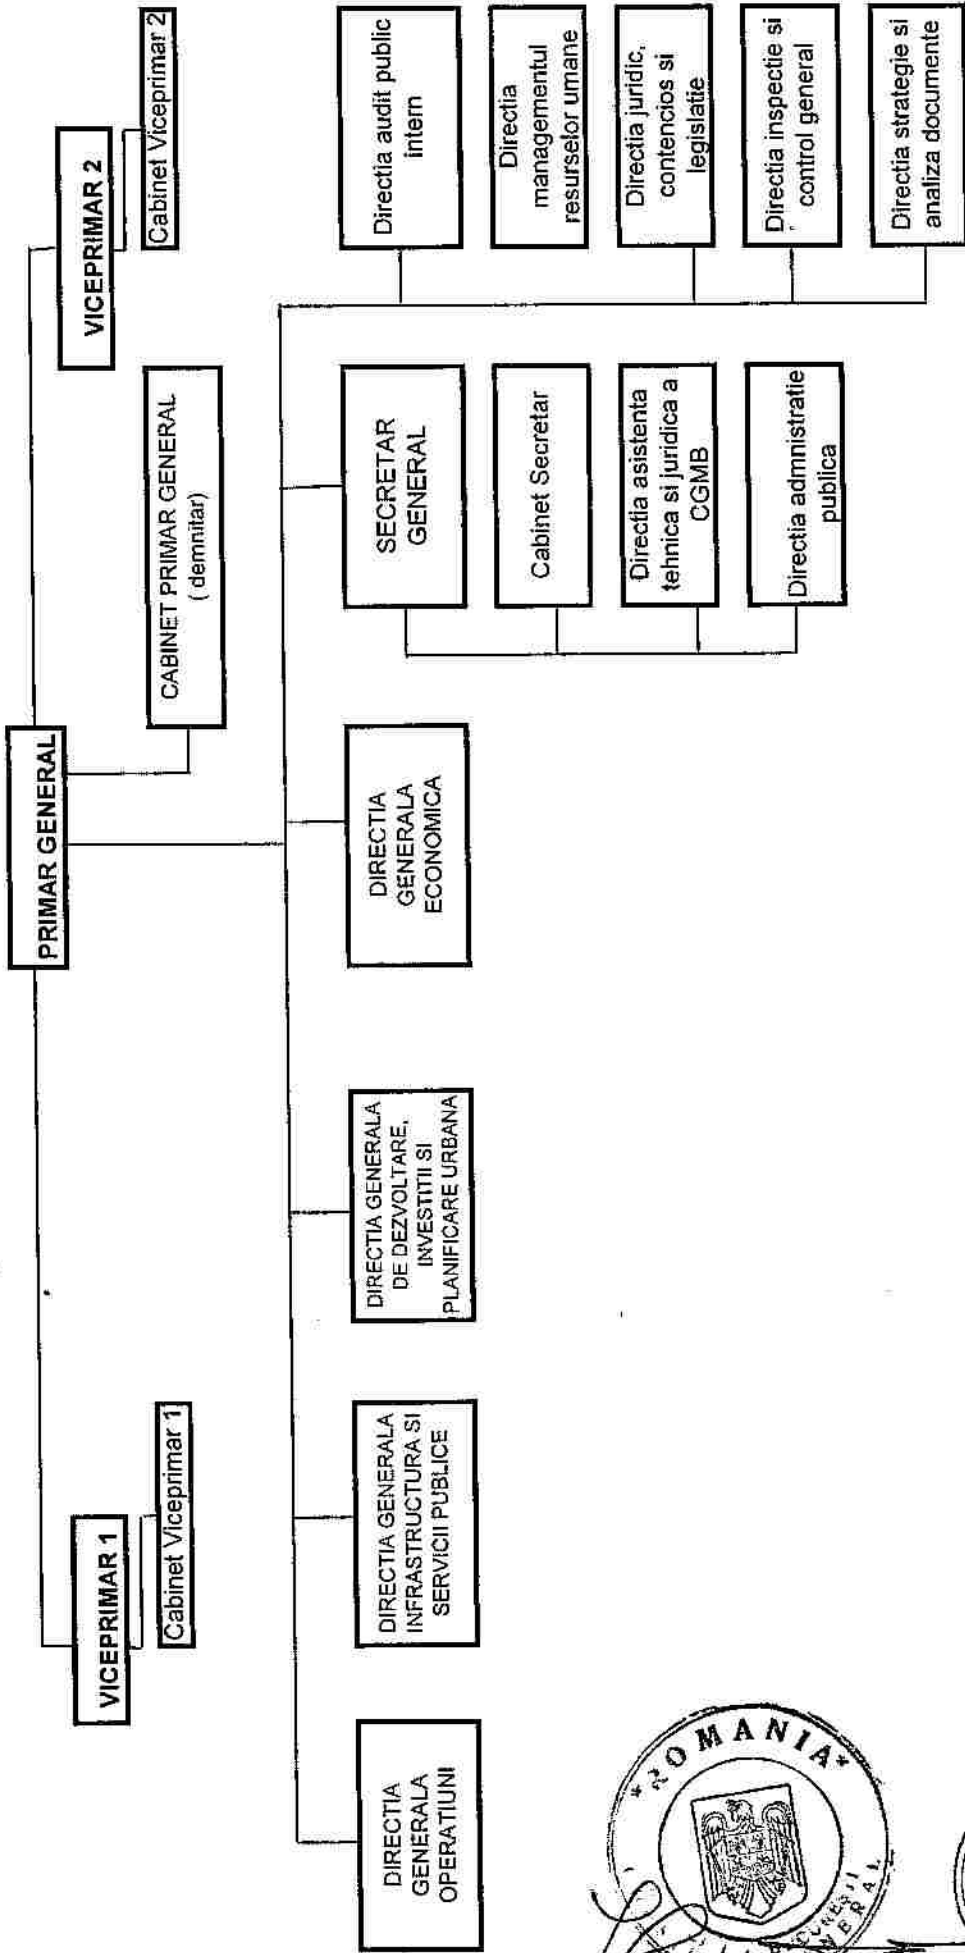 PRIMAR GENERAL
VICEPRIMAR 1
Cabinet Viceprimar 1
CABINET PRIMAR GENERAL
(demnitar)
VICEPRIMAR 2
Cabinet Viceprimar 2
DIRECTIA
GENERALA
OPERATIUNI
DIRECTIA GENERALA
INFRASTRUCTURA SI
SERVICII PUBLICE
DIRECTIA GENERALA
DE DEZVOLTARE,
INVESTITII SI
PLANIFICARE URBANA
DIRECTIA
GENERALA
ECONOMICA
SECRETAR
GENERAL
Cabinet Secretar
Directia asistenta
tehnica si juridica a
CGMB
Directia admnistratie
publica
Directia audit public
intern
Directia
managementul
resurselor umane
Directia juridic,
contencios si
legislatie
Directia inspectie si
control general
Directia strategie si
analiza documente
*ROMANIA*